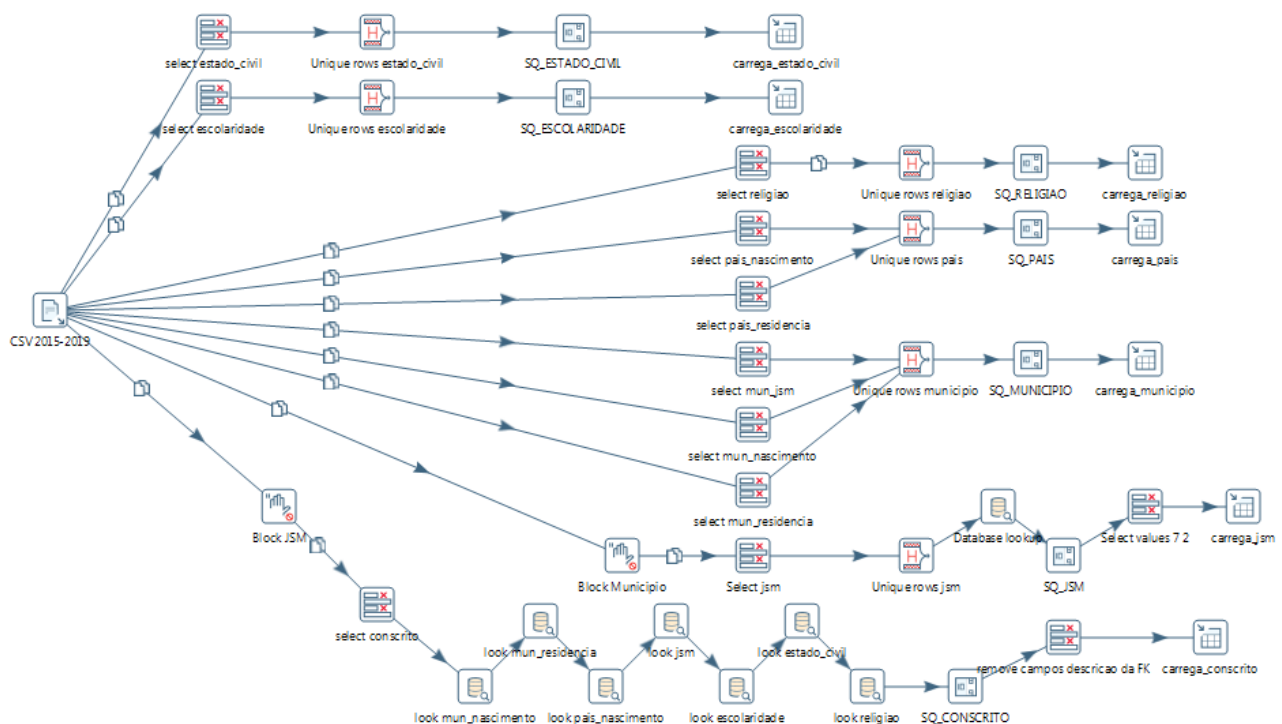 select estado_civil
Unique rows estado_civil
SQ_ESTADO_CIVIL
carrega_estado_civil
select escolaridade
Unique rows escolaridade
SQ_ESCOLARIDADE
carrega_escolaridade
select religiao
Unique rows religiao
SQ_RELIGIAO
carrega_religiao
select pais_nascimento
Unique rows pais
SQ_PAIS
carrega_pais
select pais_residencia
CSV 2015-2019
select mun_jsm
Unique rows municipio
SQ_MUNICIPIO
carrega_municipio
select mun_nascimento
select mun_residencia
Block JSM
Database lookup
Select values 7 2
carrega_jsm
Block Municipio
Select jsm
Unique rows jsm
SQ_JSM
select conscrito
look mun_residencia
look jsm
look estado_civil
remove campos descricao da FK
carrega_conscrito
look mun_nascimento
look pais_nascimento
look escolaridade
look religiao
SQ_CONSCRITO